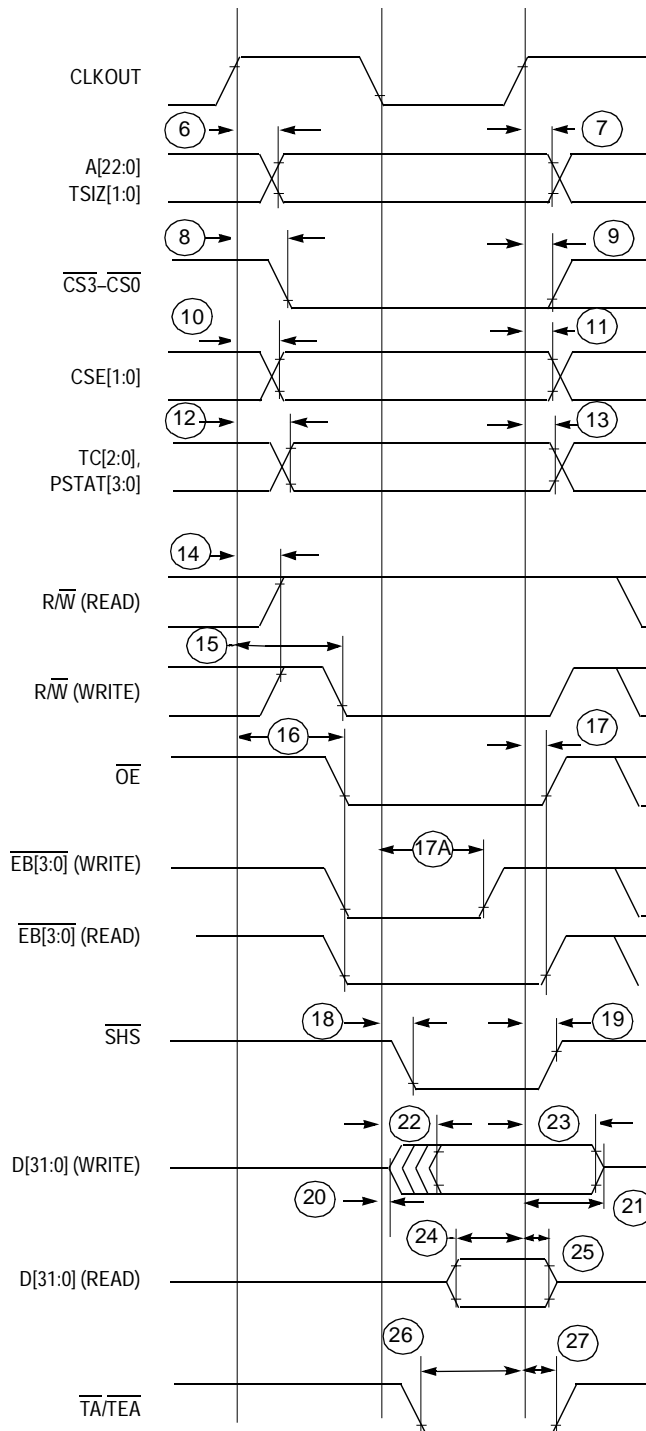 CLKOUT
6
7
A[22:0]
TSIZ[1:0]
8
9
CS3–CS0
10
11
CSE[1:0]
12
13
TC[2:0],
PSTAT[3:0]
14
R/W (READ)
15
R/W (WRITE)
16
17
OE
17A
EB[3:0] (WRITE)
EB[3:0] (READ)
18
19
SHS
22
23
D[31:0] (WRITE)
20
21
24
25
D[31:0] (READ)
26
27
TA/TEA